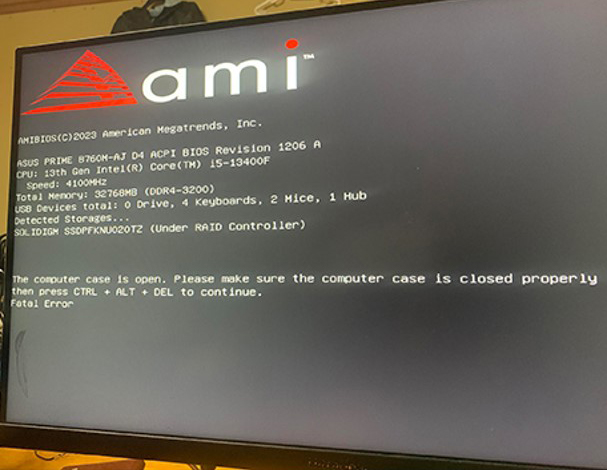 ami™
AMIBIOS(C)2023 American Megatrends, Inc.
ASUS PRIME B760M-AJ D4 ACPI BIOS Revision 1206 A
CPU: 13th Gen Intel(R) Core(TM) i5-13400F
Speed: 4100MHz
Total Memory: 32768MB (DDR4-3200)
USB Devices total: 0 Drive, 4 Keyboards, 2 Mice, 1 Hub
Detected Storages...
SOLIDIGM SSDPFKNU020TZ (Under RAID Controller)
The computer case is open. Please make sure the computer case is closed properly
then press CTRL + ALT + DEL to continue.
Fatal Error